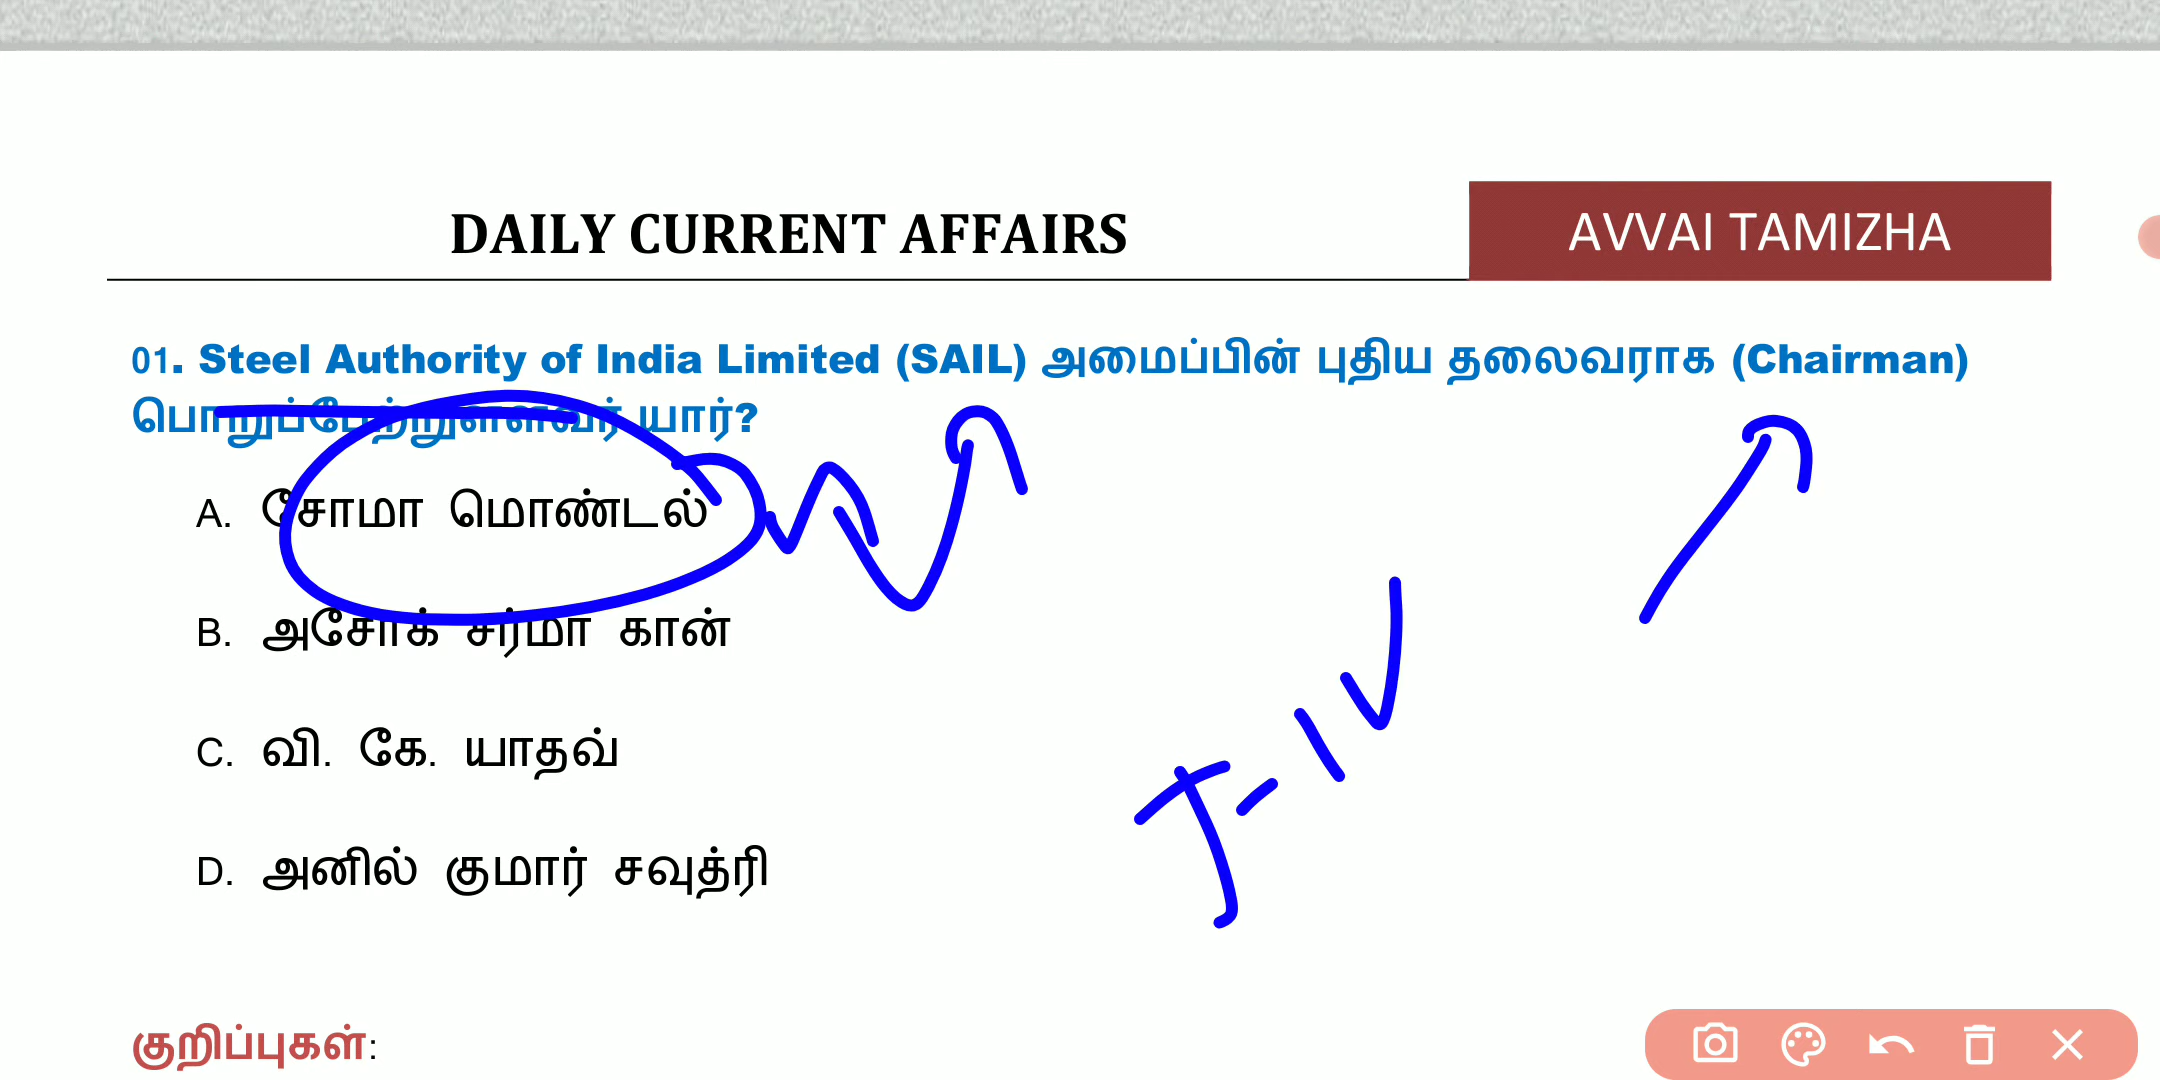 DAILY CURRENT AFFAIRS AVVAI TAMIZHA
01. Steel Authority of India Limited (SAIL) அமைப்பின் புதிய தலைவராக (Chairman)
பொறுப்பேற்றுள்ளவர் யார்?
A. சோமா மொண்டல்
B. அசோக் சர்மா கான்
C. வி. கே. யாதவ்
D. அனில் குமார் சவுத்ரி
குறிப்புகள்: